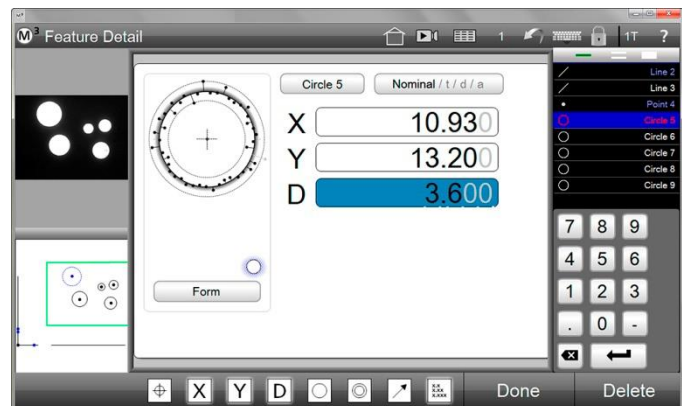 M³ Feature Detail 1 1T ?
Circle 5 Nominal / t / d / a
X 10.930
Y 13.200
D 3.600
Form
Line 2
Line 3
Point 4
Circle 5
Circle 6
Circle 7
Circle 8
Circle 9
7 8 9
4 5 6
1 2 3
. 0 -
X Y D X.X
X.XX
X.XXX
Done Delete